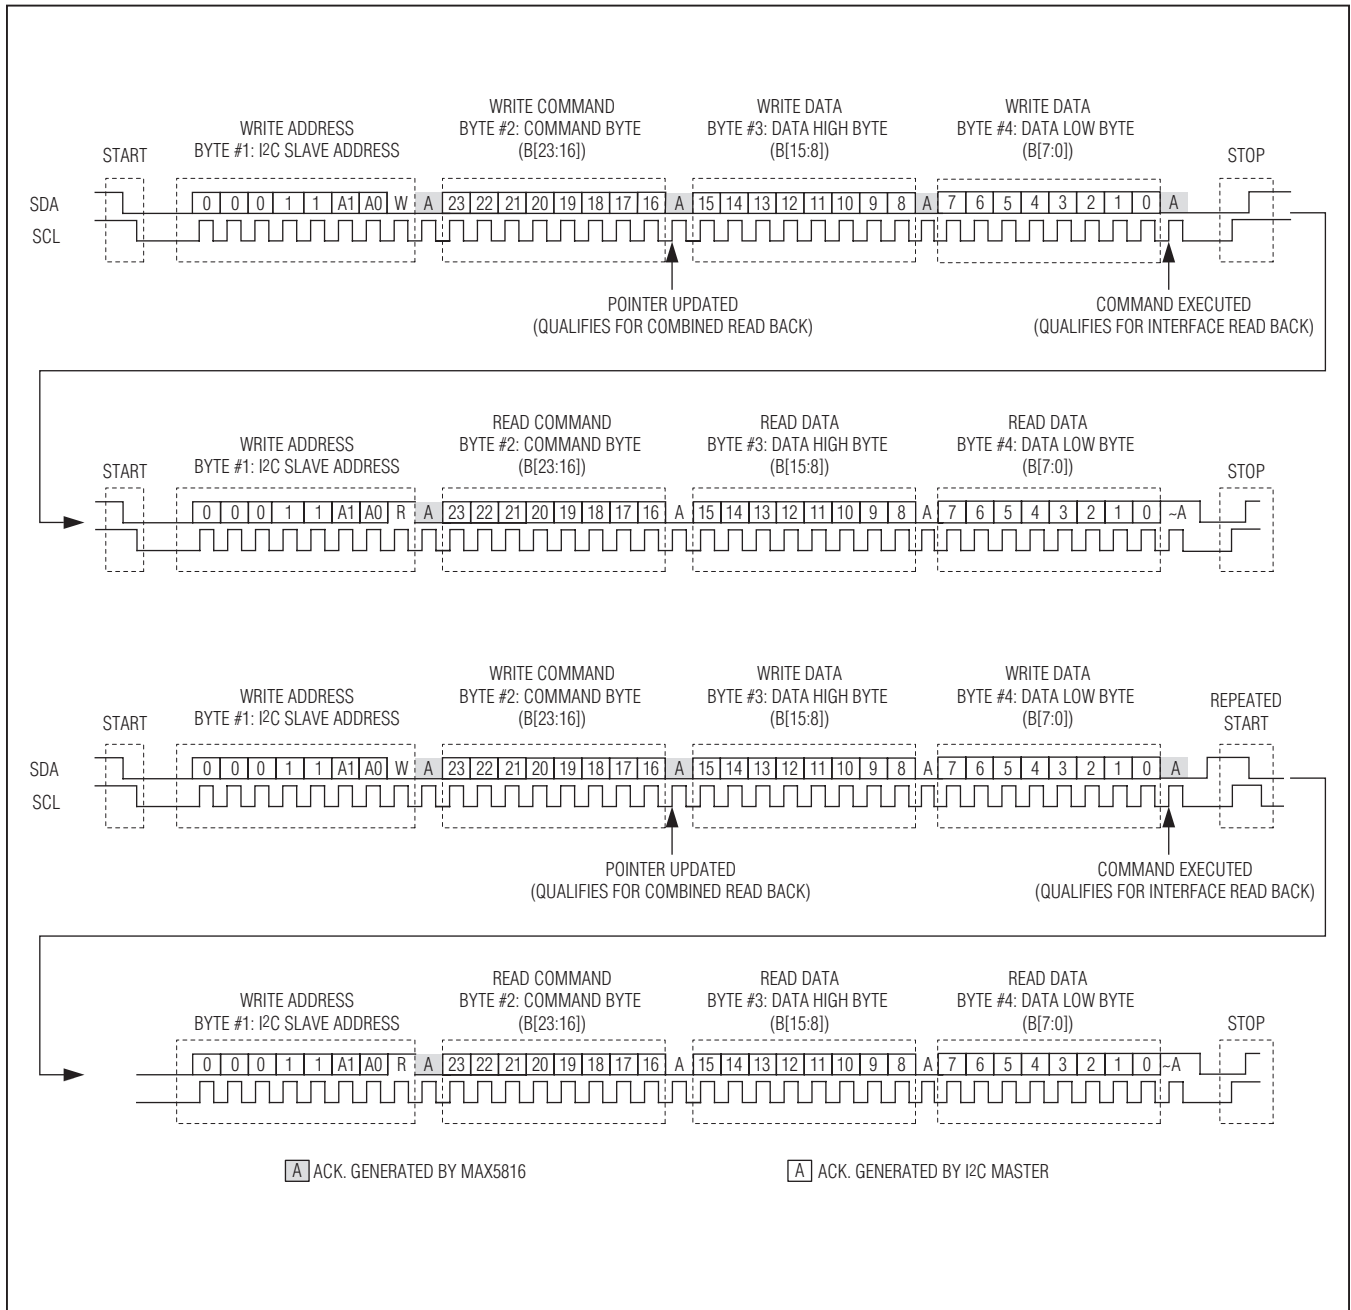 WRITE ADDRESS
BYTE #1: I2C SLAVE ADDRESS
WRITE COMMAND
BYTE #2: COMMAND BYTE
(B[23:16])
WRITE DATA
BYTE #3: DATA HIGH BYTE
(B[15:8])
WRITE DATA
BYTE #4: DATA LOW BYTE
(B[7:0])
START
STOP
SDA
0 0 0 1 1 A1 A0 W A 23 22 21 20 19 18 17 16 A 15 14 13 12 11 10 9 8 A 7 6 5 4 3 2 1 0 A
SCL
POINTER UPDATED
(QUALIFIES FOR COMBINED READ BACK)
COMMAND EXECUTED
(QUALIFIES FOR INTERFACE READ BACK)
WRITE ADDRESS
BYTE #1: I2C SLAVE ADDRESS
READ COMMAND
BYTE #2: COMMAND BYTE
(B[23:16])
READ DATA
BYTE #3: DATA HIGH BYTE
(B[15:8])
READ DATA
BYTE #4: DATA LOW BYTE
(B[7:0])
START
STOP
0 0 0 1 1 A1 A0 R A 23 22 21 20 19 18 17 16 A 15 14 13 12 11 10 9 8 A 7 6 5 4 3 2 1 0 ~A
WRITE ADDRESS
BYTE #1: I2C SLAVE ADDRESS
WRITE COMMAND
BYTE #2: COMMAND BYTE
(B[23:16])
WRITE DATA
BYTE #3: DATA HIGH BYTE
(B[15:8])
WRITE DATA
BYTE #4: DATA LOW BYTE
(B[7:0])
START
REPEATED
START
SDA
0 0 0 1 1 A1 A0 W A 23 22 21 20 19 18 17 16 A 15 14 13 12 11 10 9 8 A 7 6 5 4 3 2 1 0 A
SCL
POINTER UPDATED
(QUALIFIES FOR COMBINED READ BACK)
COMMAND EXECUTED
(QUALIFIES FOR INTERFACE READ BACK)
WRITE ADDRESS
BYTE #1: I2C SLAVE ADDRESS
READ COMMAND
BYTE #2: COMMAND BYTE
(B[23:16])
READ DATA
BYTE #3: DATA HIGH BYTE
(B[15:8])
READ DATA
BYTE #4: DATA LOW BYTE
(B[7:0])
STOP
0 0 0 1 1 A1 A0 R A 23 22 21 20 19 18 17 16 A 15 14 13 12 11 10 9 8 A 7 6 5 4 3 2 1 0 ~A
A ACK. GENERATED BY MAX5816
A ACK. GENERATED BY I2C MASTER